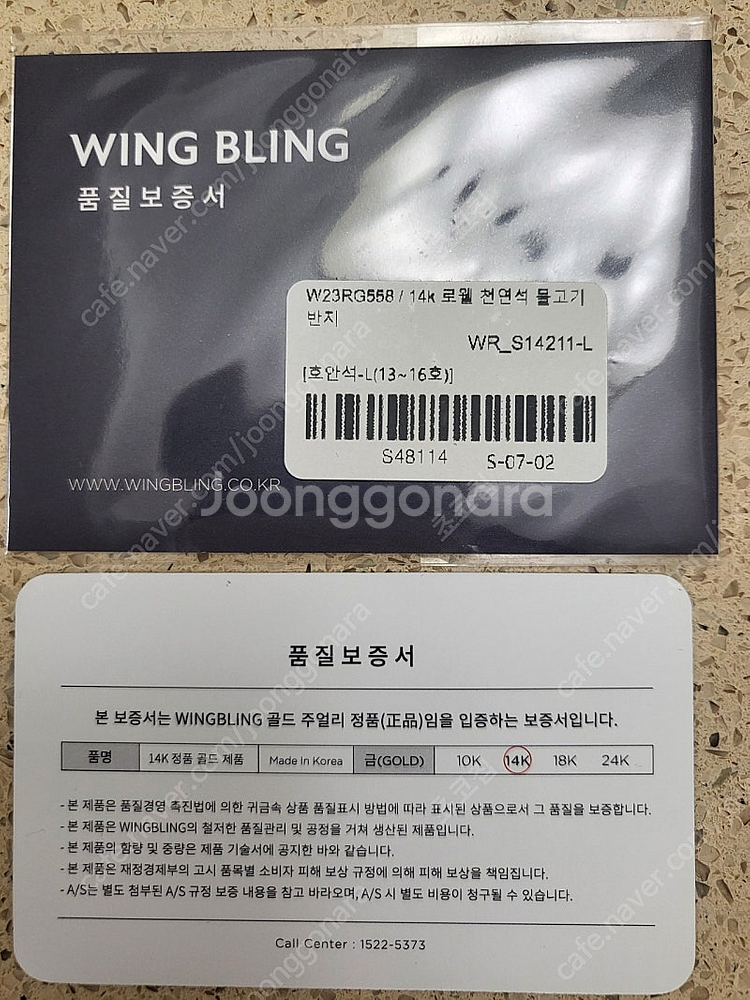 WING BLING
품질보증서
W23RG558 / 14k 로웰 천연석 물고기
반지
WR_S14211-L
[호안석-L(13~16호)]
S48114 S-07-02
WWW.WINGBLING.CO.KR
Joonggonara
품질보증서
본 보증서는 WINGBLING 골드 주얼리 정품(正品)임을 입증하는 보증서입니다.
품명 14K 정품 골드 제품 Made In Korea 금(GOLD) 10K 14K 18K 24K
- 본 제품은 품질경영 촉진법에 의한 귀금속 상품 품질표시 방법에 따라 표시된 상품으로서 그 품질을 보증합니다.
- 본 제품은 WINGBLING의 철저한 품질관리 및 공정을 거쳐 생산된 제품입니다.
- 본 제품의 함량 및 중량은 제품 기술서에 공지한 바와 같습니다.
- 본 제품은 재정경제부의 고시 품목별 소비자 피해 보상 규정에 의해 피해 보상을 책임집니다.
- A/S는 별도 첨부된 A/S 규정 보증 내용을 참고 바라오며, A/S 시 별도 비용이 청구될 수 있습니다.
Call Center : 1522-5373
cafe.naver.com/joonggonara